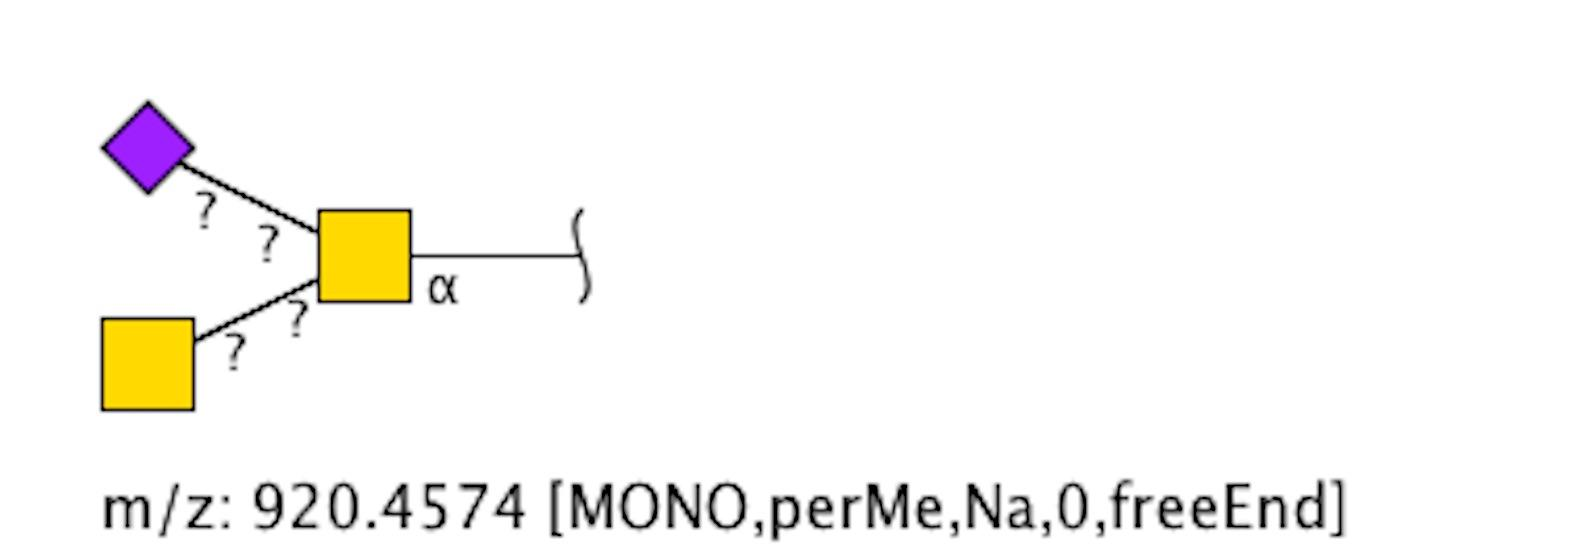 ?
?
α
?
?
m/z: 920.4574 [MONO,perMe,Na,0,freeEnd]